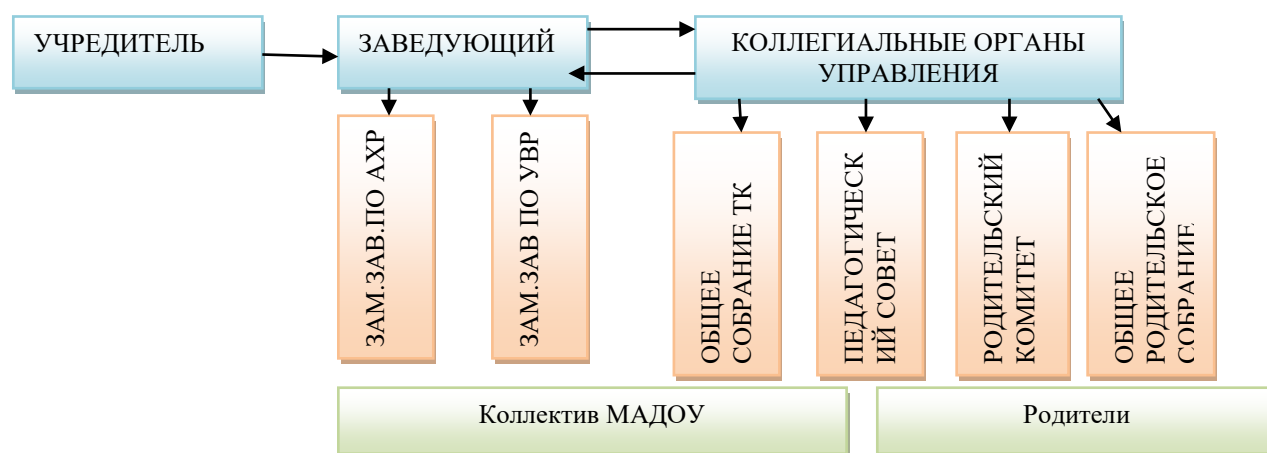 УЧРЕДИТЕЛЬ
ЗАВЕДУЮЩИЙ
КОЛЛЕГИАЛЬНЫЕ ОРГАНЫ
УПРАВЛЕНИЯ
ЗАМ.ЗАВ.ПО АХР
ЗАМ.ЗАВ ПО УВР
ОБЩЕЕ
СОБРАНИЕ ТК
ПЕДАГОГИЧЕСК
ИЙ СОВЕТ
РОДИТЕЛЬСКИЙ
КОМИТЕТ
ОБЩЕЕ
РОДИТЕЛЬСКОЕ
СОБРАНИЕ
Коллектив МАДОУ
Родители